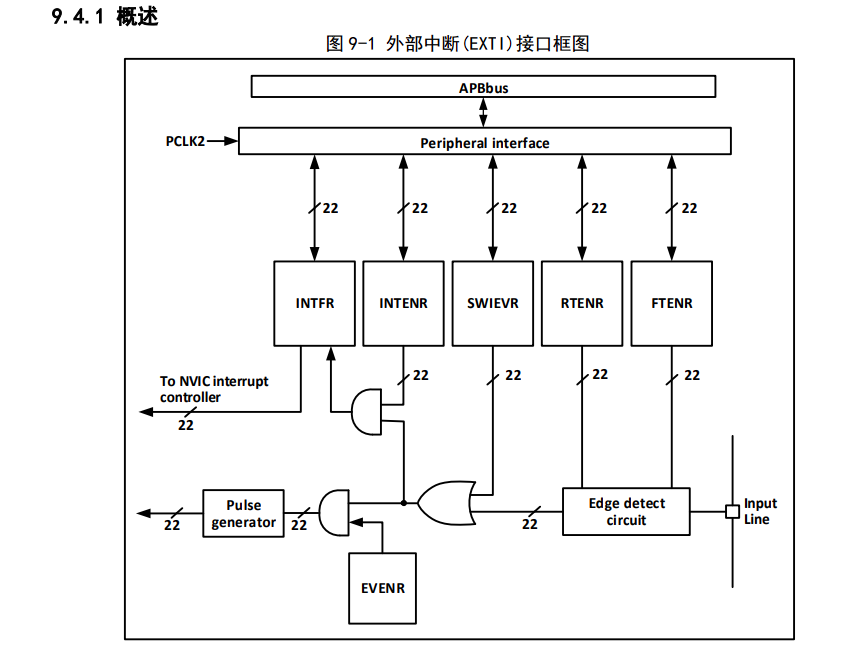 9.4.1 概述
图 9-1 外部中断(EXTI)接口框图
APBbus
PCLK2
Peripheral interface
22
22
22
22
22
INTFR
INTENR
SWIEVR
RTENR
FTENR
To NVIC interrupt
controller
22
22
22
22
22
Pulse
generator
22
22
22
Edge detect
circuit
Input
Line
EVENR